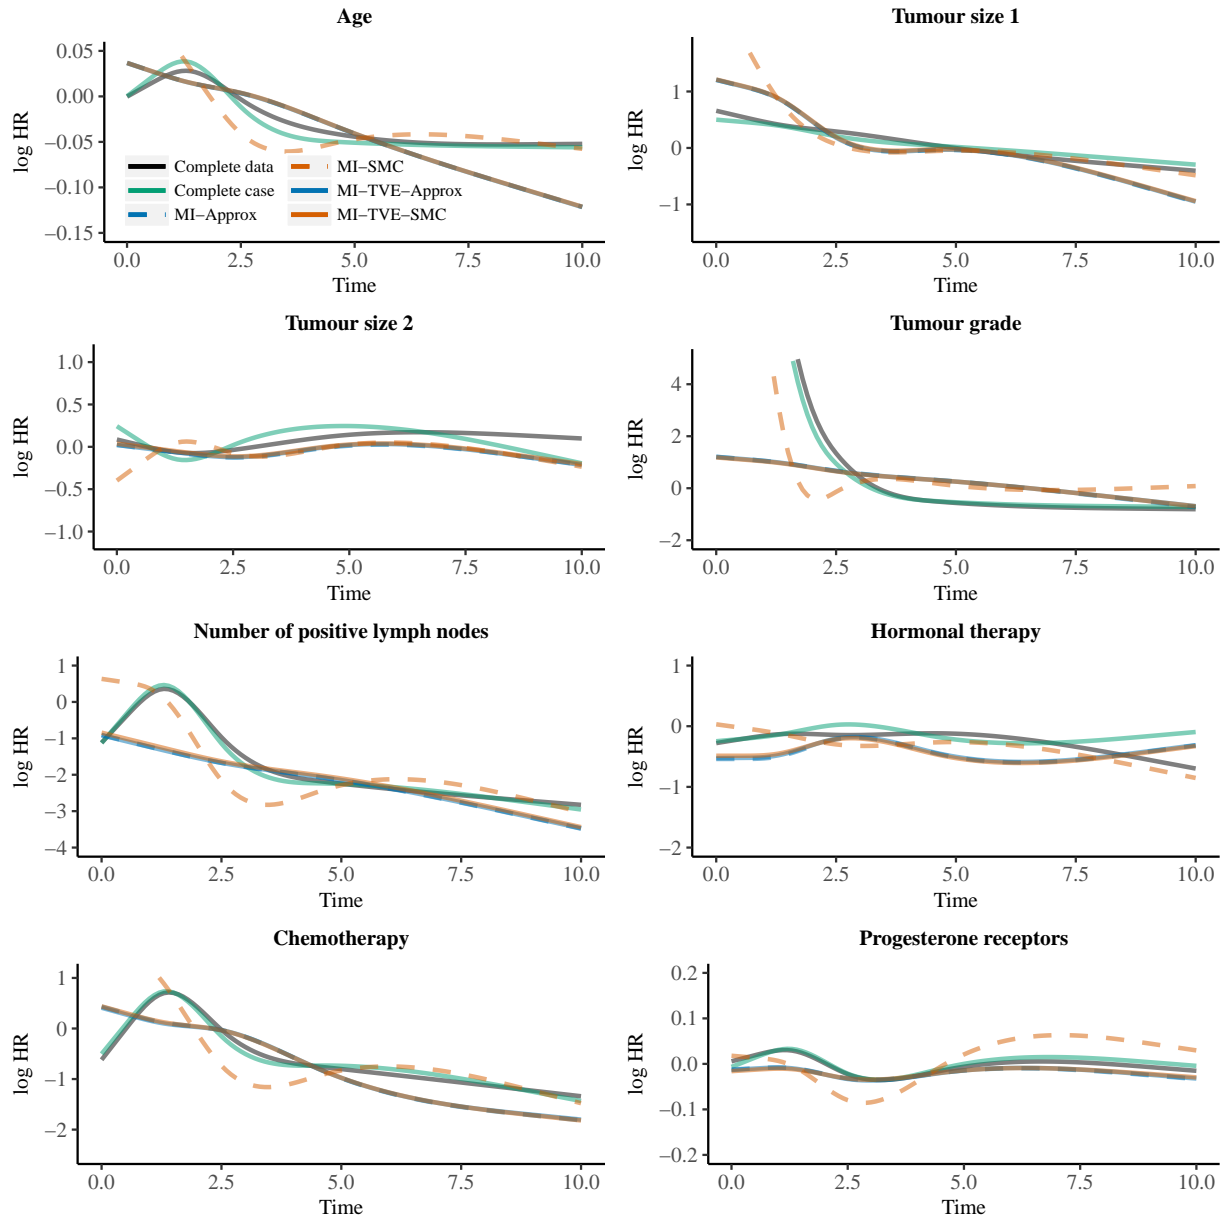 Age
log HR
0.05
0.00
−0.05
−0.10
−0.15
Complete data
Complete case
MI−Approx
MI−SMC
MI−TVE−Approx
MI−TVE−SMC
0.0 2.5 5.0 7.5 10.0
Time
Tumour size 1
log HR
1
0
−1
0.0 2.5 5.0 7.5 10.0
Time
Tumour size 2
log HR
1.0
0.5
0.0
−0.5
−1.0
0.0 2.5 5.0 7.5 10.0
Time
Tumour grade
log HR
4
2
0
−2
0.0 2.5 5.0 7.5 10.0
Time
Number of positive lymph nodes
log HR
1
0
−1
−2
−3
−4
0.0 2.5 5.0 7.5 10.0
Time
Hormonal therapy
log HR
1
0
−1
−2
0.0 2.5 5.0 7.5 10.0
Time
Chemotherapy
log HR
1
0
−1
−2
0.0 2.5 5.0 7.5 10.0
Time
Progesterone receptors
log HR
0.2
0.1
0.0
−0.1
−0.2
0.0 2.5 5.0 7.5 10.0
Time